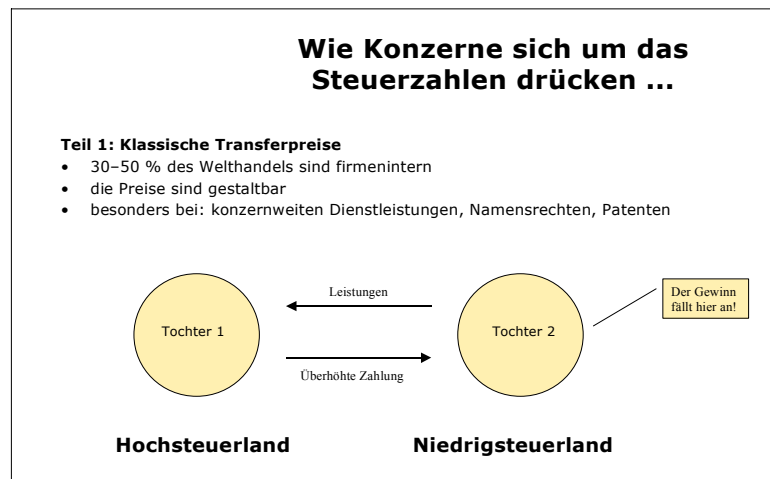 Wie Konzerne sich um das
Steuerzahlen drücken ...
Teil 1: Klassische Transferpreise
• 30–50 % des Welthandels sind firmenintern
• die Preise sind gestaltbar
• besonders bei: konzernweiten Dienstleistungen, Namensrechten, Patenten
Leistungen
Der Gewinn
fällt hier an!
Tochter 1
Tochter 2
Überhöhte Zahlung
Hochsteuerland
Niedrigsteuerland